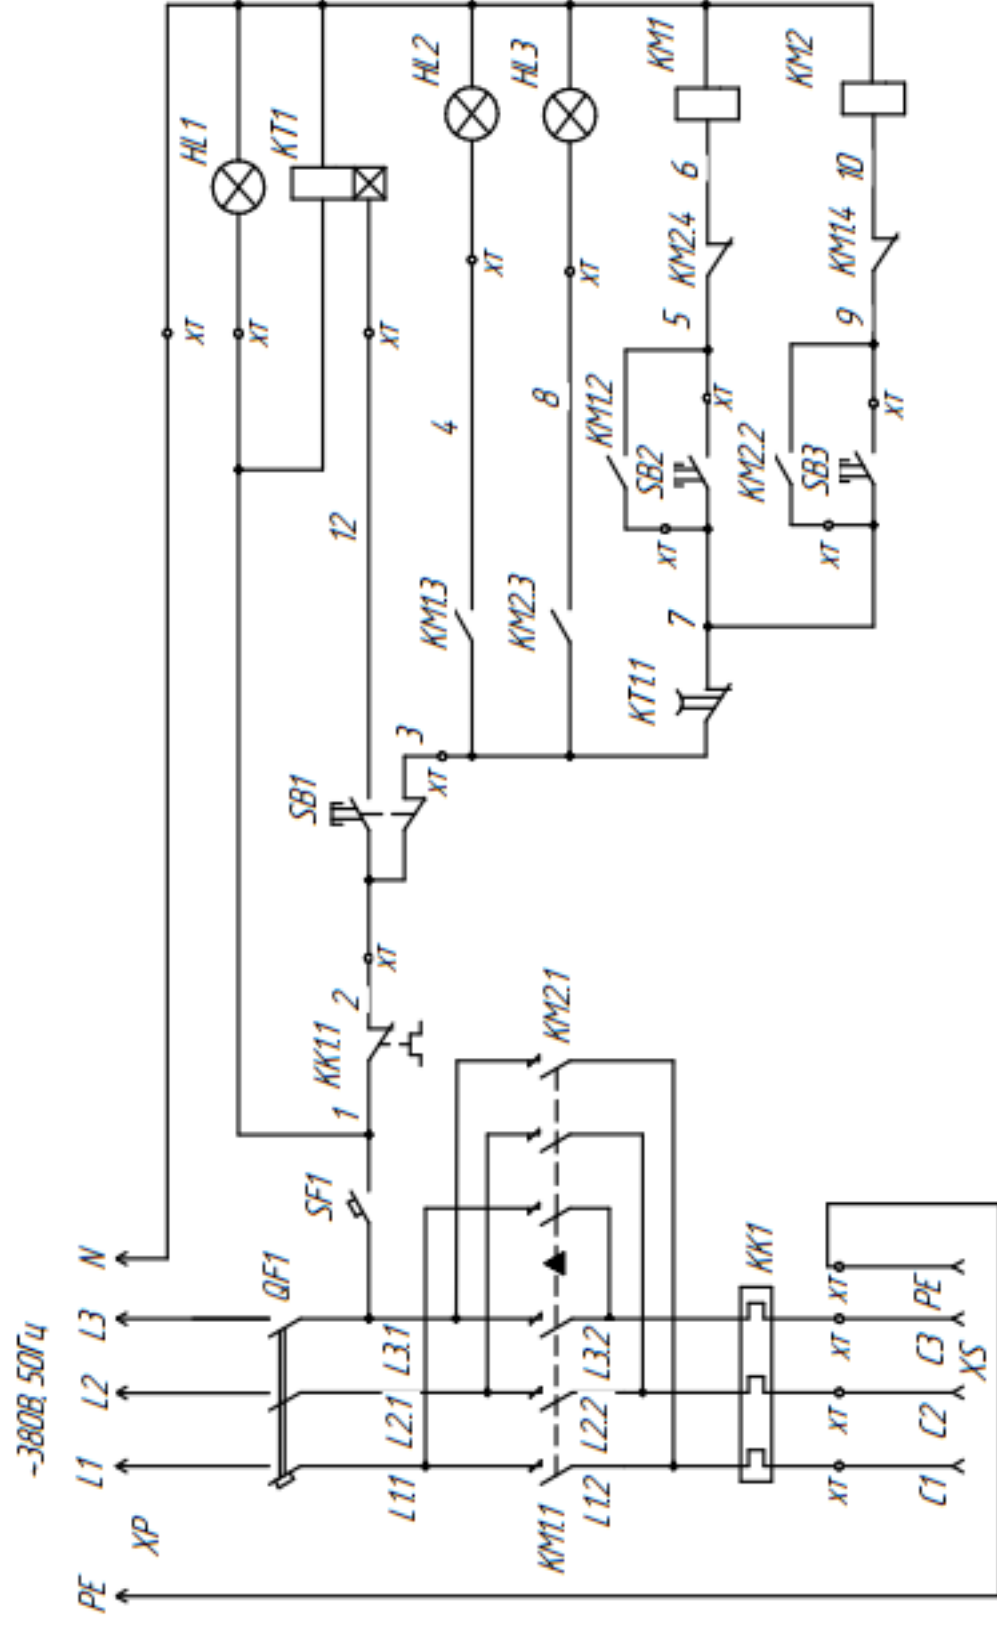 ~380В, 50Гц
PE
L1
L2
L3
N
XP
QF1
SF1
1
KK1.1
2
XT
SB1
3
XT
12
XT
XT
XT
HL1
KT1
L1.1
L2.1
L3.1
KM1.1
KM2.1
L1.2
L2.2
L3.2
KK1
XT
XT
XT
XT
C1
C2
C3
PE
XS
KM1.3
4
XT
HL2
KM2.3
8
XT
HL3
KT1.1
7
XT
KM1.2
SB2
XT
5
KM2.4
6
KM1
XT
KM2.2
SB3
XT
9
KM1.4
10
KM2